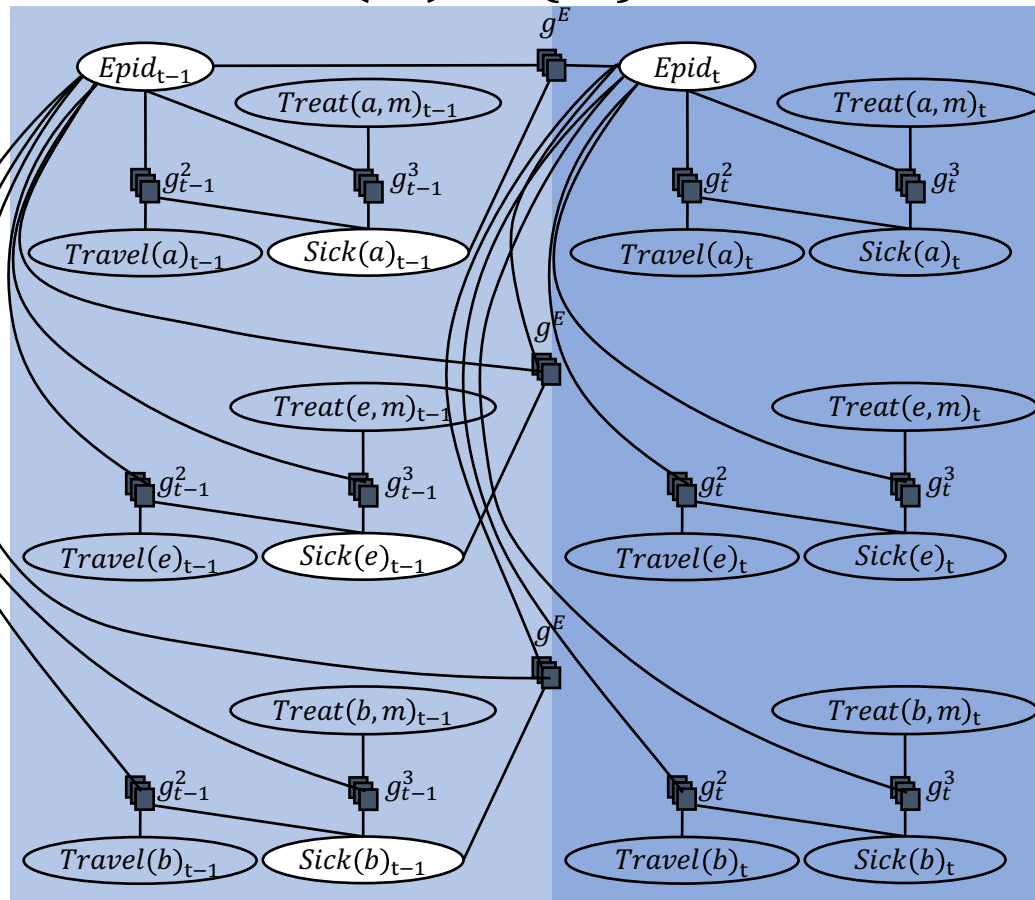 g^E
Epid_{t−1} Epid_t
Treat(a, m)_{t−1} Treat(a, m)_t
g^2_{t−1} g^3_{t−1} g^2_t g^3_t
Travel(a)_{t−1} Sick(a)_{t−1} Travel(a)_t Sick(a)_t
g^E
Treat(e, m)_{t−1} Treat(e, m)_t
g^2_{t−1} g^3_{t−1} g^2_t g^3_t
Travel(e)_{t−1} Sick(e)_{t−1} Travel(e)_t Sick(e)_t
g^E
Treat(b, m)_{t−1} Treat(b, m)_t
g^2_{t−1} g^3_{t−1} g^2_t g^3_t
Travel(b)_{t−1} Sick(b)_{t−1} Travel(b)_t Sick(b)_t